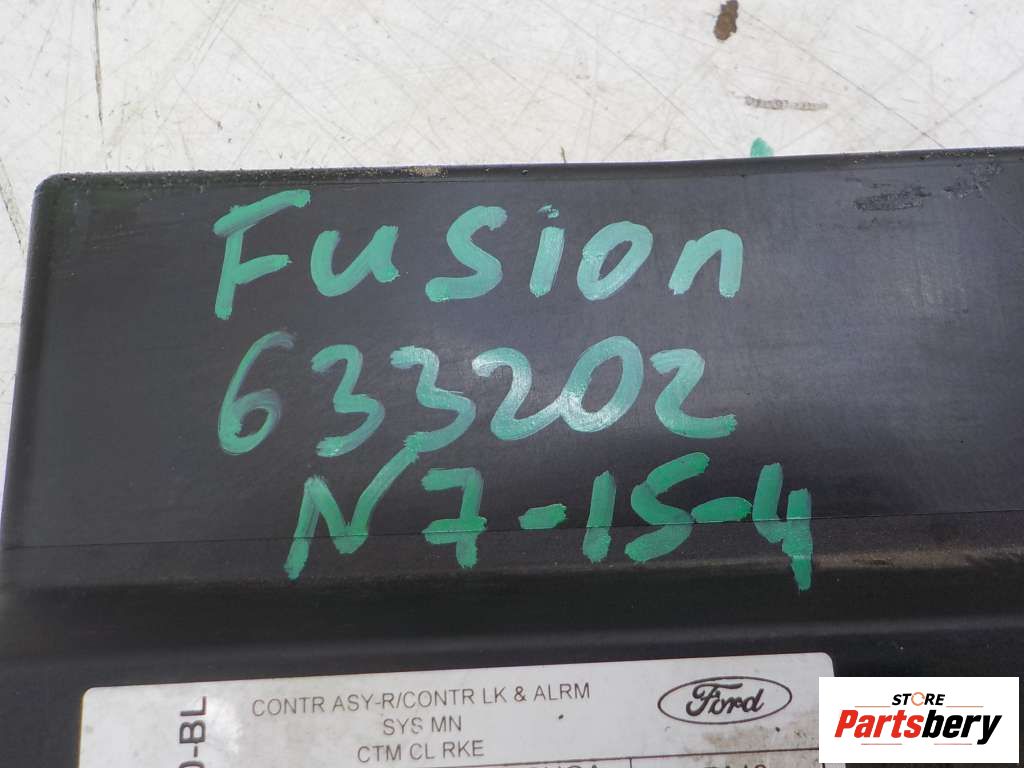 Fusion
633202
N7-15-4
CONTR ASY-R/CONTR LK & ALRM
SYS MN
CTM CL RKE
Ford
-BL
STORE
Partsbery